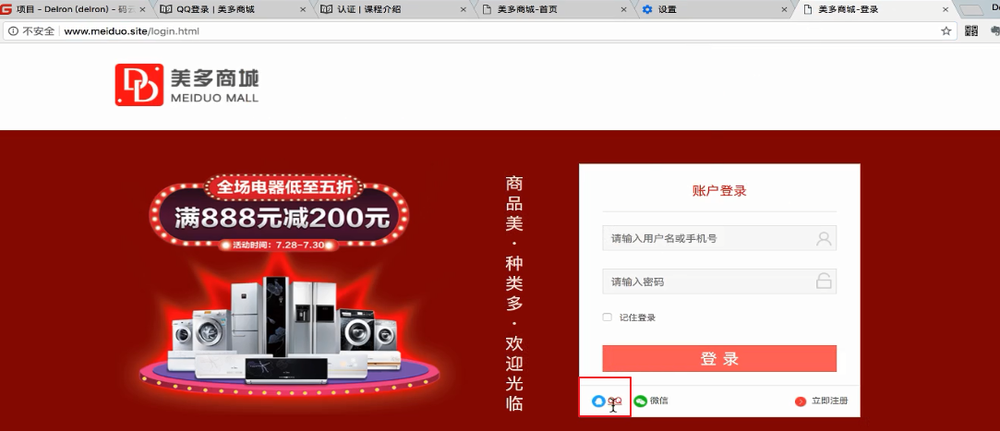 项目 - Delron (delron) - 码云
QQ登录 | 美多商城
认证 | 课程介绍
美多商城-首页
设置
美多商城-登录
不安全 | www.meiduo.site/login.html
美多商城
MEIDUO MALL
全场电器低至五折
满888元减200元
活动时间：7.28-7.30
商品美·种类多·欢迎光临
账户登录
请输入用户名或手机号
请输入密码
记住登录
登录
QQ
微信
立即注册